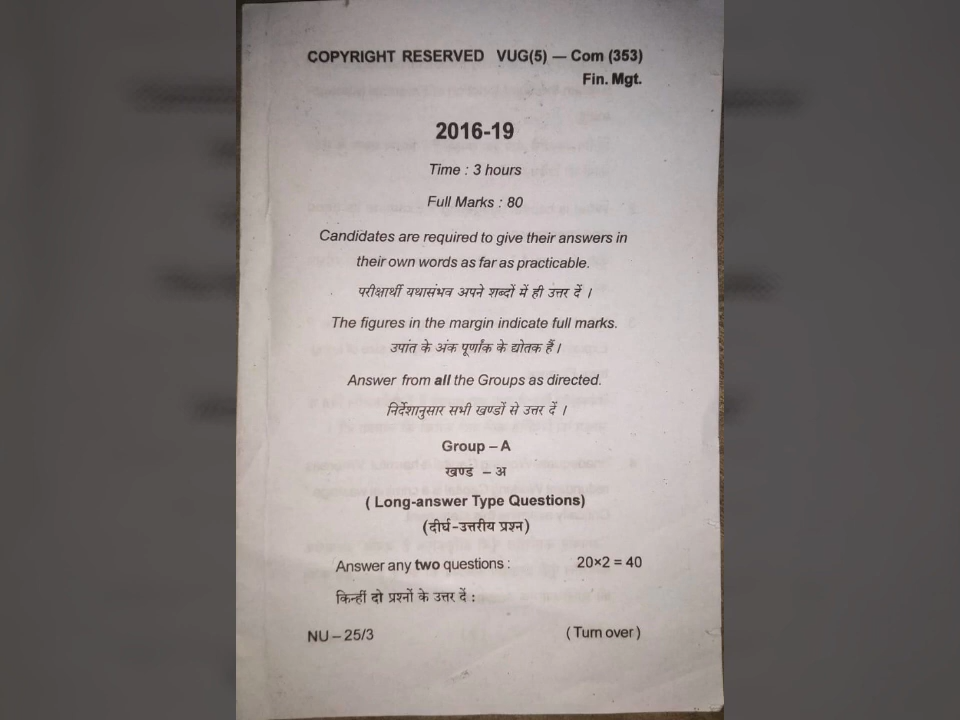 COPYRIGHT RESERVED VUG(5) — Com (353)
Fin. Mgt.
2016-19
Time : 3 hours
Full Marks : 80
Candidates are required to give their answers in
their own words as far as practicable.
परीक्षार्थी यथासंभव अपने शब्दों में ही उत्तर दें ।
The figures in the margin indicate full marks.
उपांत के अंक पूर्णांक के द्योतक हैं ।
Answer from all the Groups as directed.
निर्देशानुसार सभी खण्डों से उत्तर दें ।
Group – A
खण्ड – अ
( Long-answer Type Questions)
(दीर्घ-उत्तरीय प्रश्न)
Answer any two questions : 20×2 = 40
किन्हीं दो प्रश्नों के उत्तर दें :
NU – 25/3 (Turn over)